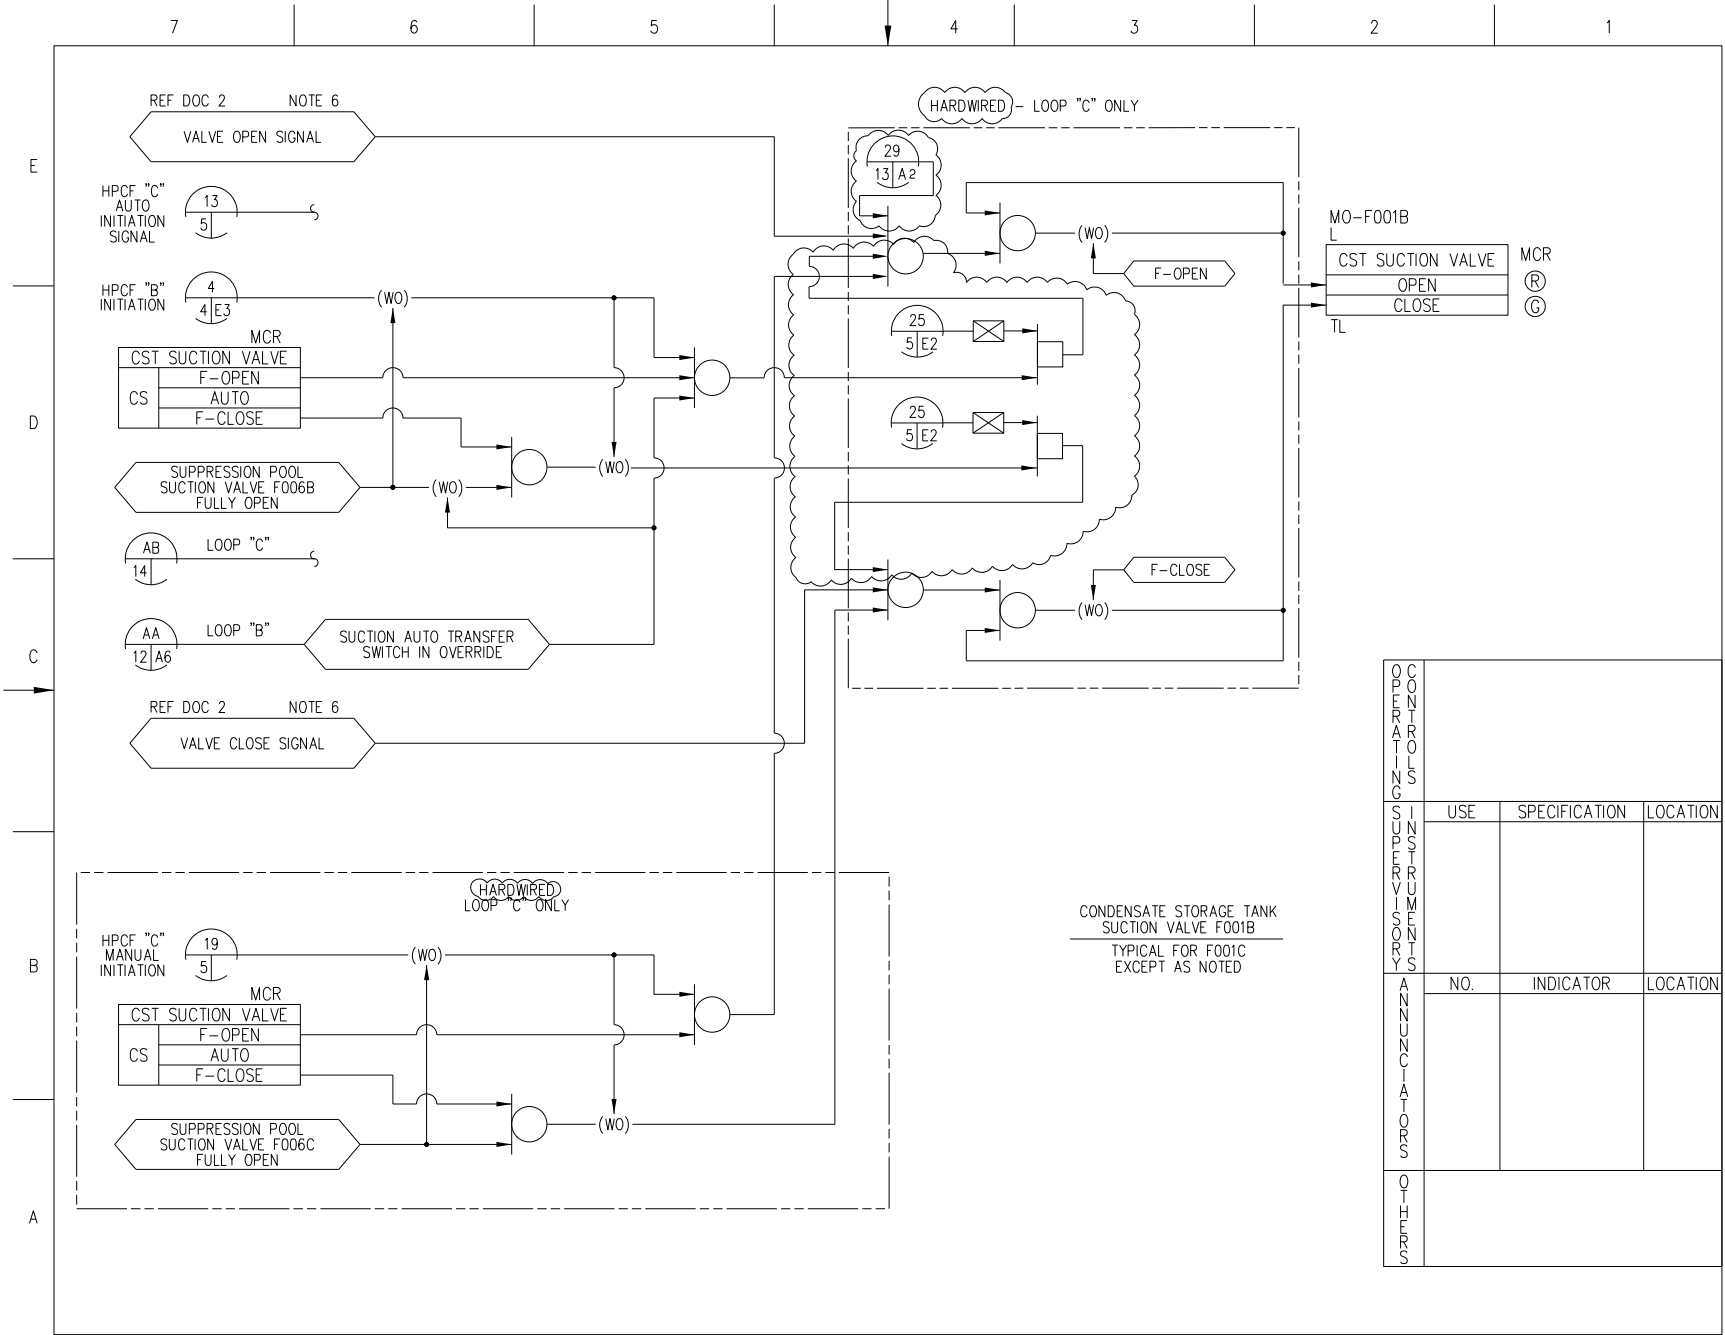 7 6 5 4 3 2 1
E
D
C
B
A
REF DOC 2 NOTE 6
VALVE OPEN SIGNAL
HPCF "C"
AUTO
INITIATION
SIGNAL
13
5
HPCF "B"
INITIATION
4
4 E3
(WO)
MCR
CST SUCTION VALVE
CS
F-OPEN
AUTO
F-CLOSE
SUPPRESSION POOL
SUCTION VALVE F006B
FULLY OPEN
(WO)
(WO)
AB
14
LOOP "C"
AA
12 A6
LOOP "B"
SUCTION AUTO TRANSFER
SWITCH IN OVERRIDE
REF DOC 2 NOTE 6
VALVE CLOSE SIGNAL
HARDWIRED - LOOP "C" ONLY
29
13 A2
(WO)
F-OPEN
25
5 E2
25
5 E2
F-CLOSE
(WO)
MO-F001B
L
CST SUCTION VALVE
OPEN
CLOSE
TL
MCR
R
G
HARDWIRED
LOOP "C" ONLY
HPCF "C"
MANUAL
INITIATION
19
5
(WO)
MCR
CST SUCTION VALVE
CS
F-OPEN
AUTO
F-CLOSE
SUPPRESSION POOL
SUCTION VALVE F006C
FULLY OPEN
(WO)
CONDENSATE STORAGE TANK
SUCTION VALVE F001B
TYPICAL FOR F001C
EXCEPT AS NOTED
OPERATING
CONTROLS
SUPERVISORY
INSTRUMENTS
USE SPECIFICATION LOCATION
ANNUNCIATORS
NO. INDICATOR LOCATION
OTHERS